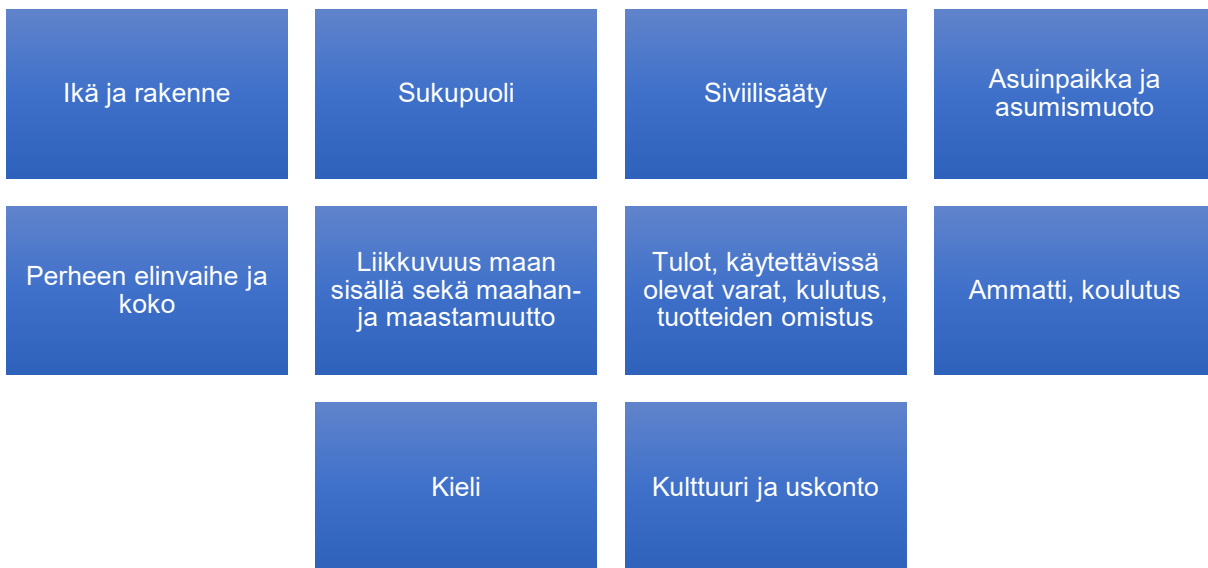 Ikä ja rakenne
Sukupuoli
Siviilisääty
Asuinpaikka ja
asumismuoto
Perheen elinvaihe ja
koko
Liikkuvuus maan
sisällä sekä maahan-
ja maastamuutto
Tulot, käytettävissä
olevat varat, kulutus,
tuotteiden omistus
Ammatti, koulutus
Kieli
Kulttuuri ja uskonto